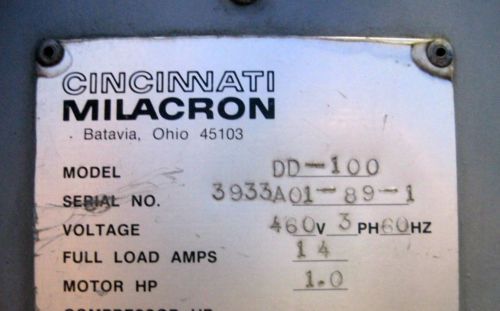 CINCINNATI
MILACRON
Batavia, Ohio 45103
MODEL DD-100
SERIAL NO. 3933A01-89-1
VOLTAGE 460V 3 PH 60 HZ
FULL LOAD AMPS 14
MOTOR HP 1.0